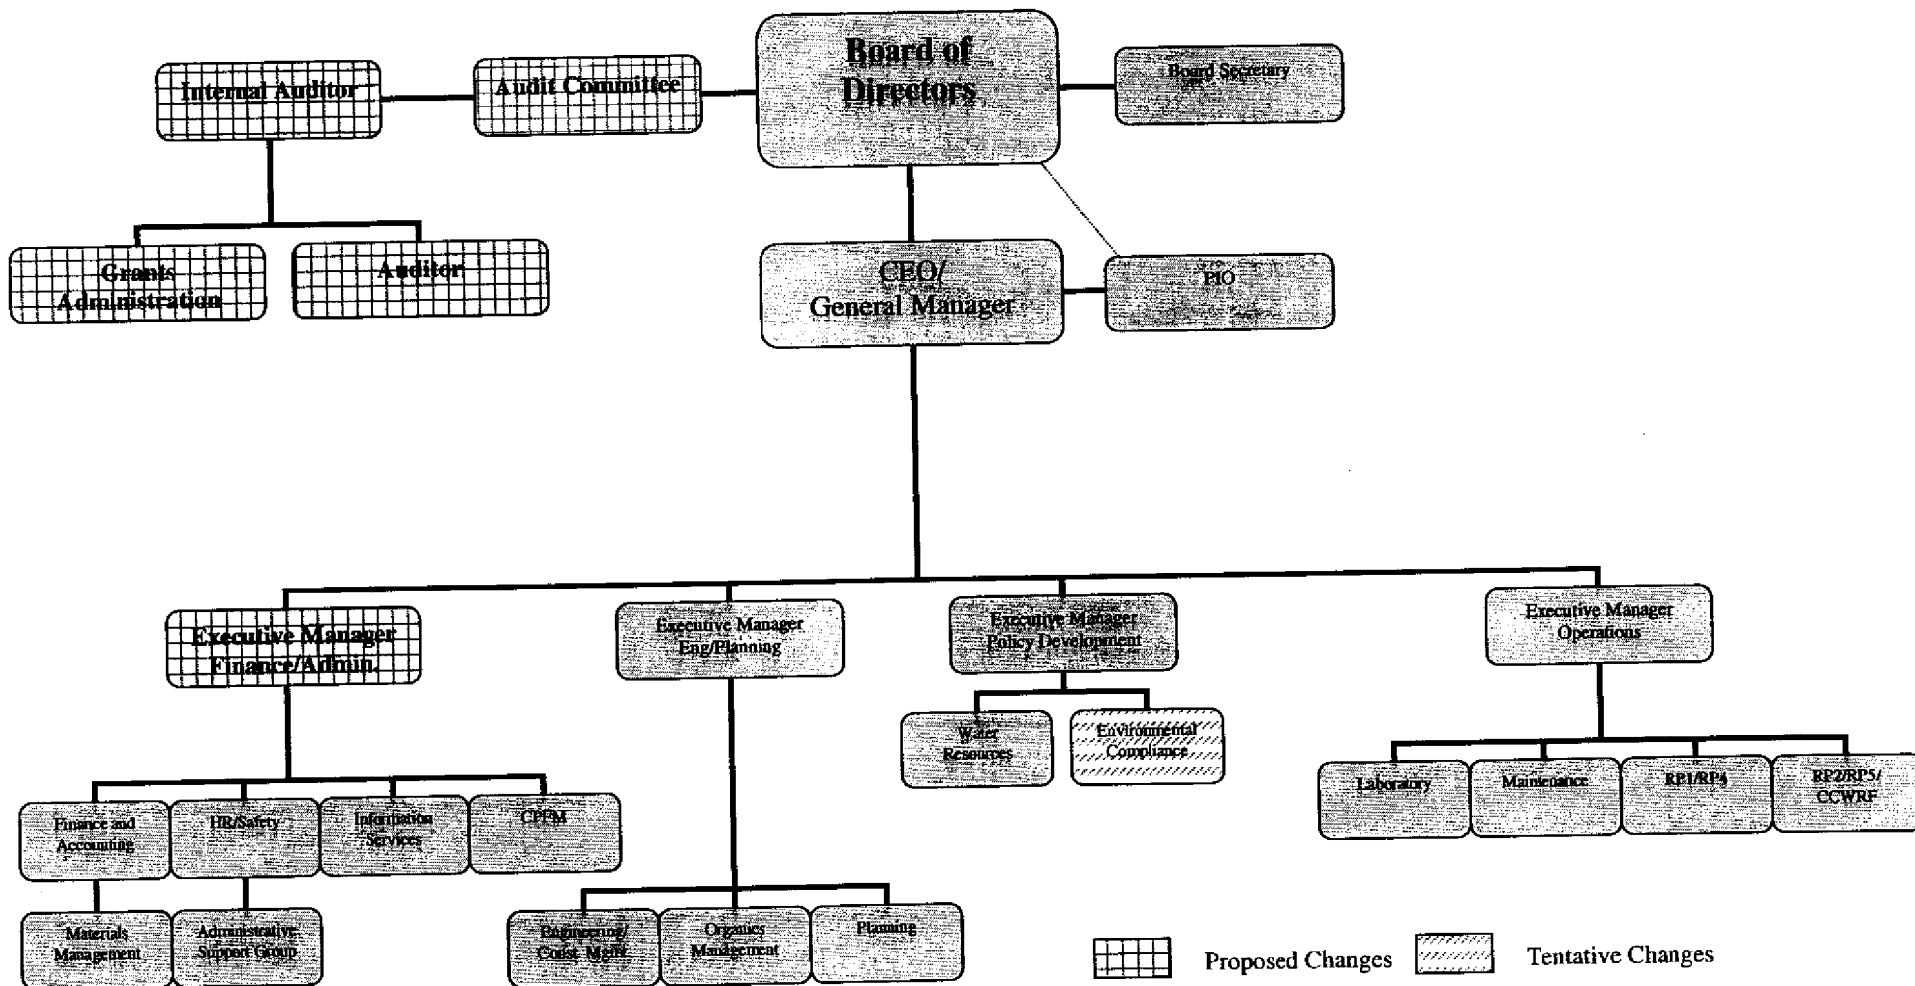 Board of
Directors
Board Secretary
Internal Auditor
Audit Committee
Grants
Administration
Auditor
CEO/
General Manager
PIO
Executive Manager
Finance/Admin.
Executive Manager
Eng/Planning
Executive Manager
Policy Development
Executive Manager
Operations
Water
Resources
Environmental
Compliance
Laboratory
Maintenance
RP1/RP4
RP2/RP5/
CCWRF
Finance and
Accounting
HR/Safety
Information
Services
CPPM
Materials
Management
Administrative
Support Group
Engineering/
Const. Mgmt
Organics
Management
Planning
Proposed Changes
Tentative Changes